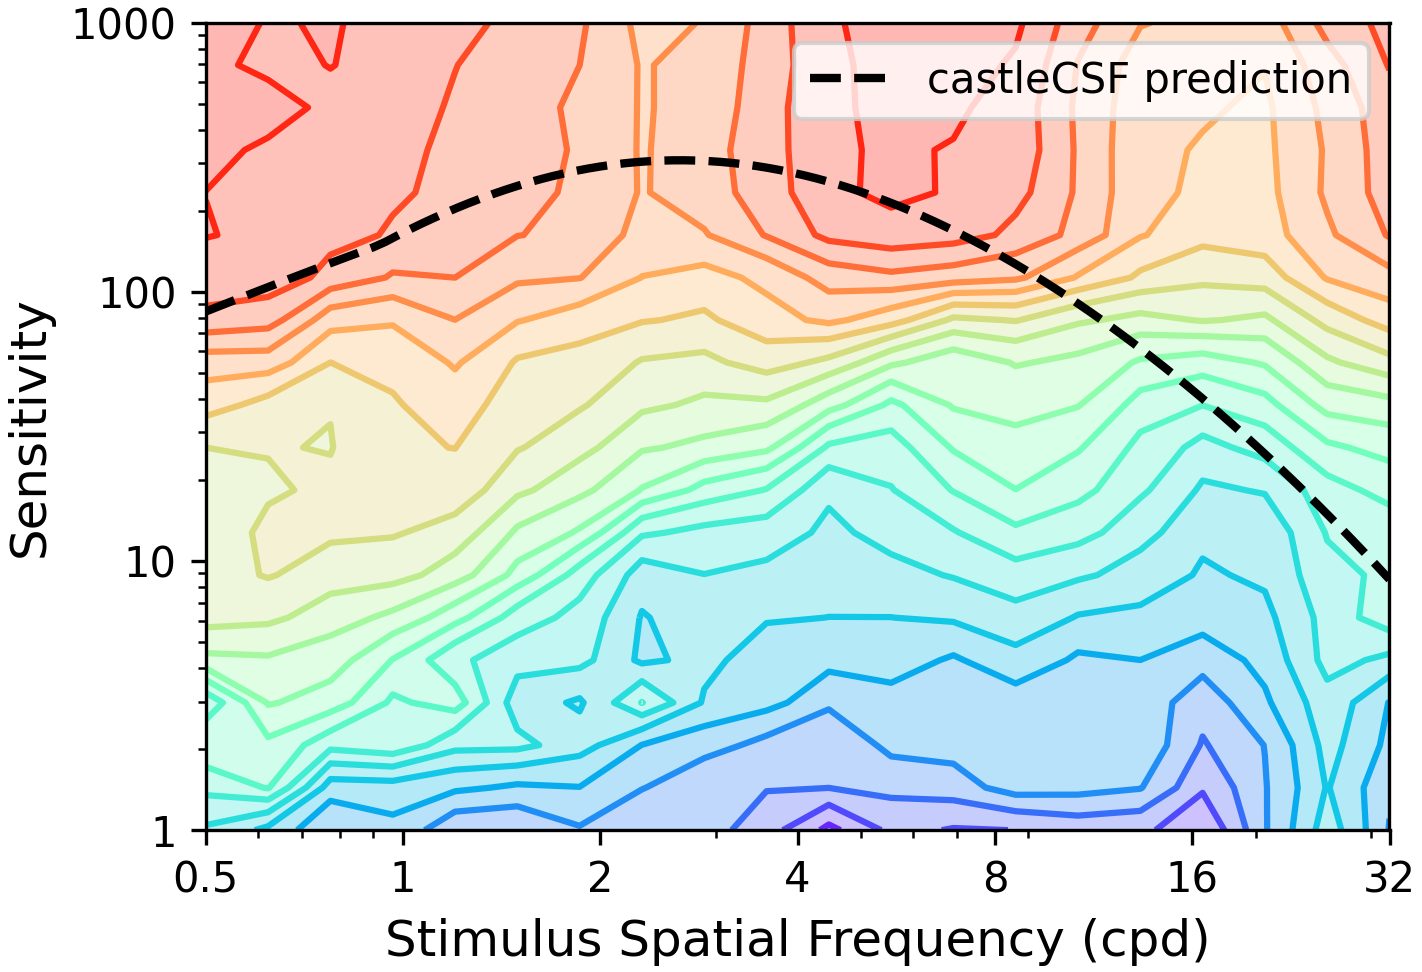 1000
castleCSF prediction
100
Sensitivity
10
1
0.5 1 2 4 8 16 32
Stimulus Spatial Frequency (cpd)